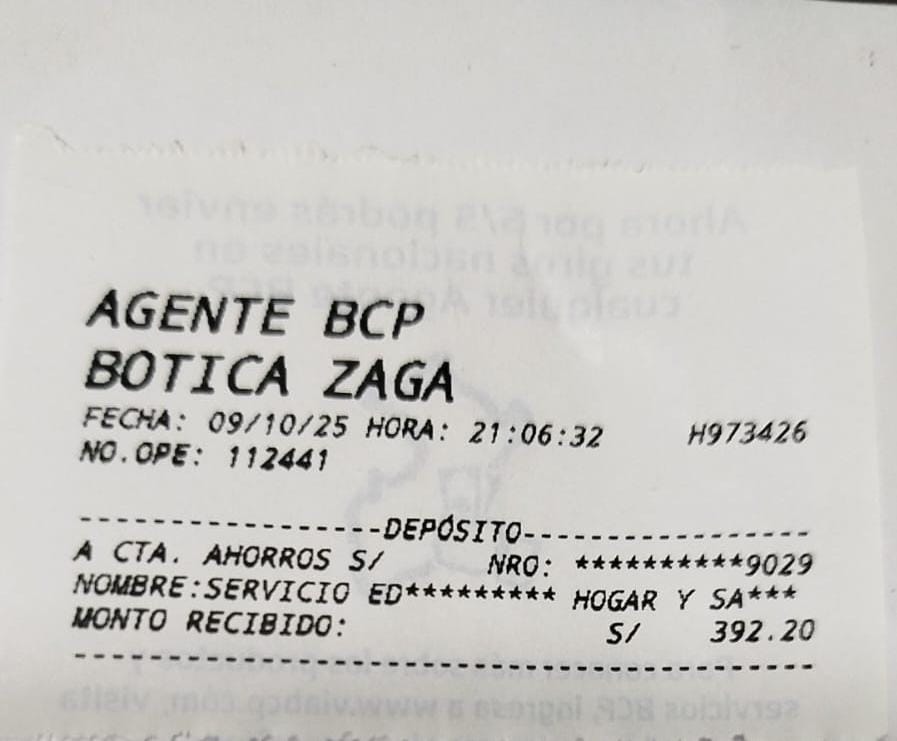 AGENTE BCP
BOTICA ZAGA
FECHA: 09/10/25 HORA: 21:06:32 H973426
NO.OPE: 112441
-----------------DEPÓSITO-----------------
A CTA. AHORROS S/ NRO: **********9029
NOMBRE:SERVICIO ED********* HOGAR Y SA***
MONTO RECIBIDO: S/ 392.20